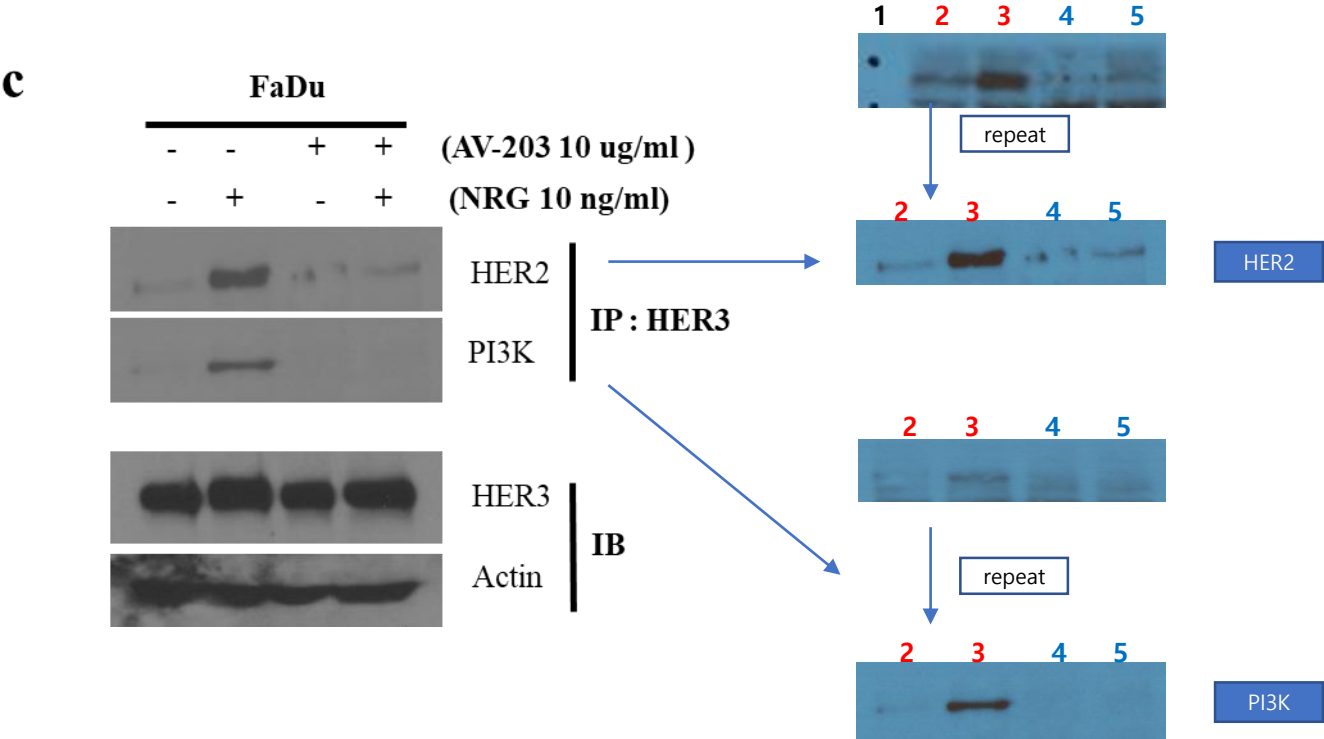 c
FaDu
- - + + (AV-203 10 ug/ml )
- + - + (NRG 10 ng/ml)
HER2
PI3K
IP : HER3
HER3
Actin
IB
1 2 3 4 5
repeat
2 3 4 5
HER2
2 3 4 5
repeat
2 3 4 5
PI3K